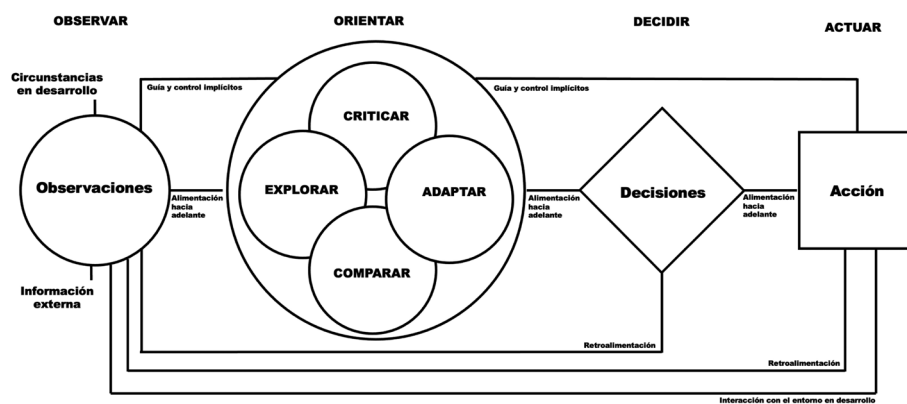 OBSERVAR
ORIENTAR
DECIDIR
ACTUAR
Circunstancias
en desarrollo
Guía y control implícitos
Guía y control implícitos
CRITICAR
Observaciones
EXPLORAR
ADAPTAR
Decisiones
Acción
Alimentación
hacia
adelante
Alimentación
hacia
adelante
Alimentación
hacia
adelante
COMPARAR
Información
externa
Retroalimentación
Retroalimentación
Interacción con el entorno en desarrollo